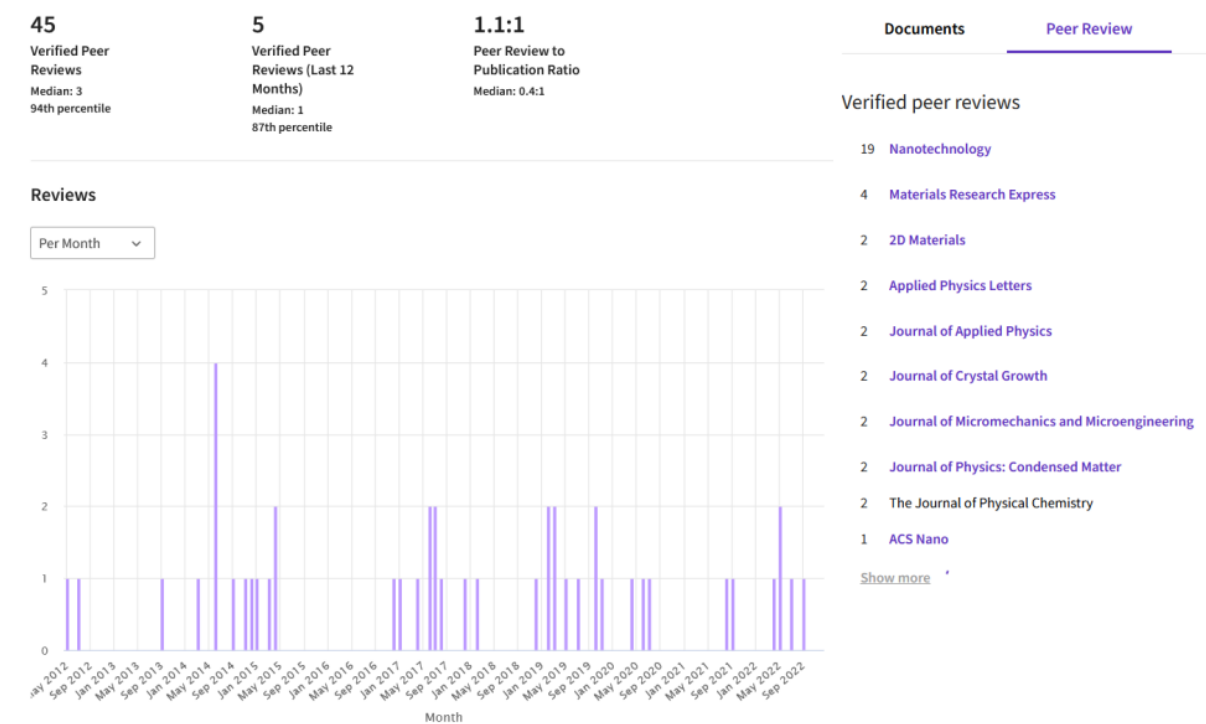 45
Verified Peer
Reviews
Median: 3
94th percentile
5
Verified Peer
Reviews (Last 12
Months)
Median: 1
87th percentile
1.1:1
Peer Review to
Publication Ratio
Median: 0.4:1
Documents
Peer Review
Reviews
Per Month
5
4
3
2
1
0
ay 2012
Sep 2012
Jan 2013
May 2013
Sep 2013
Jan 2014
May 2014
Sep 2014
Jan 2015
May 2015
Sep 2015
Jan 2016
May 2016
Sep 2016
Jan 2017
May 2017
Sep 2017
Jan 2018
May 2018
Sep 2018
Jan 2019
May 2019
Sep 2019
Jan 2020
May 2020
Sep 2020
Jan 2021
May 2021
Sep 2021
Jan 2022
May 2022
Sep 2022
Month
Verified peer reviews
19 Nanotechnology
4 Materials Research Express
2 2D Materials
2 Applied Physics Letters
2 Journal of Applied Physics
2 Journal of Crystal Growth
2 Journal of Micromechanics and Microengineering
2 Journal of Physics: Condensed Matter
2 The Journal of Physical Chemistry
1 ACS Nano
Show more